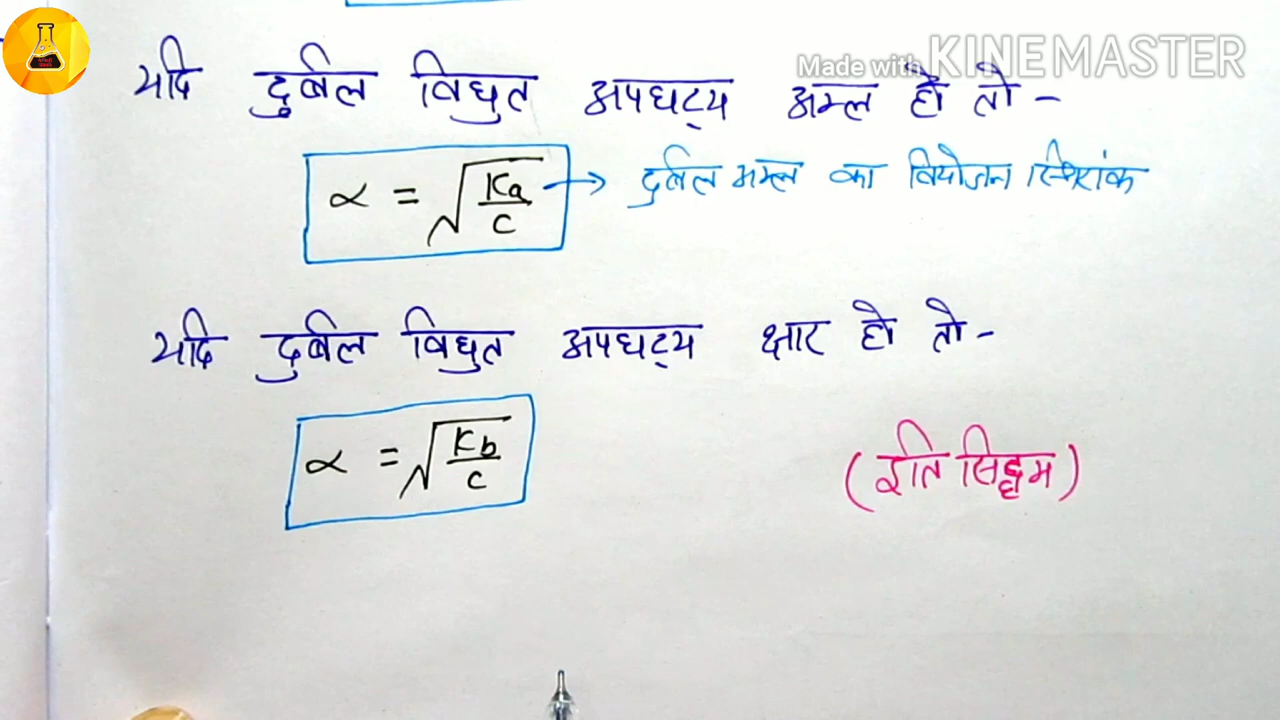 Made with KINEMASTER
यदि दुर्बल विधुत अपघट्य अम्ल हो तो -
α = √(Ka/c) → दुर्बल अम्ल का वियोजन स्थिरांक
यदि दुर्बल विधुत अपघट्य क्षार हो तो -
α = √(Kb/c)
(इति सिद्धम)